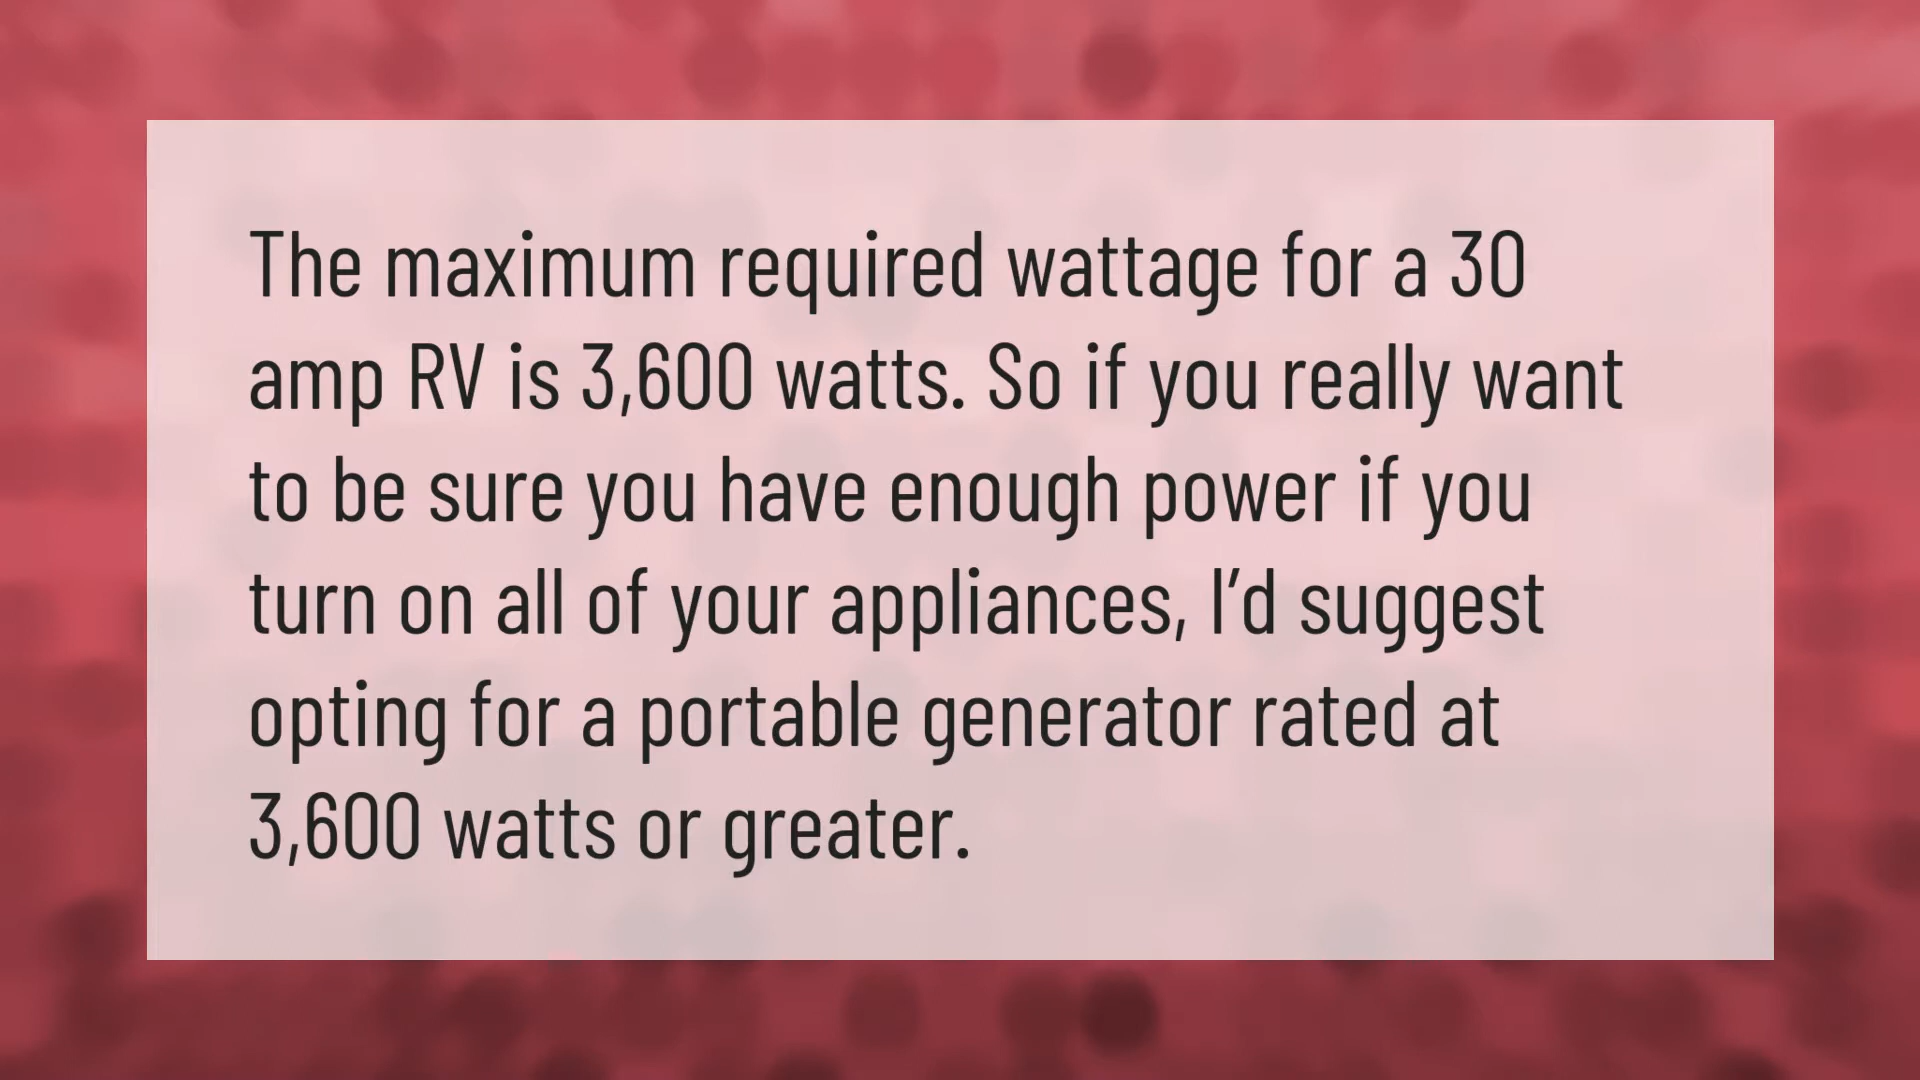 The maximum required wattage for a 30
amp RV is 3,600 watts. So if you really want
to be sure you have enough power if you
turn on all of your appliances, I’d suggest
opting for a portable generator rated at
3,600 watts or greater.